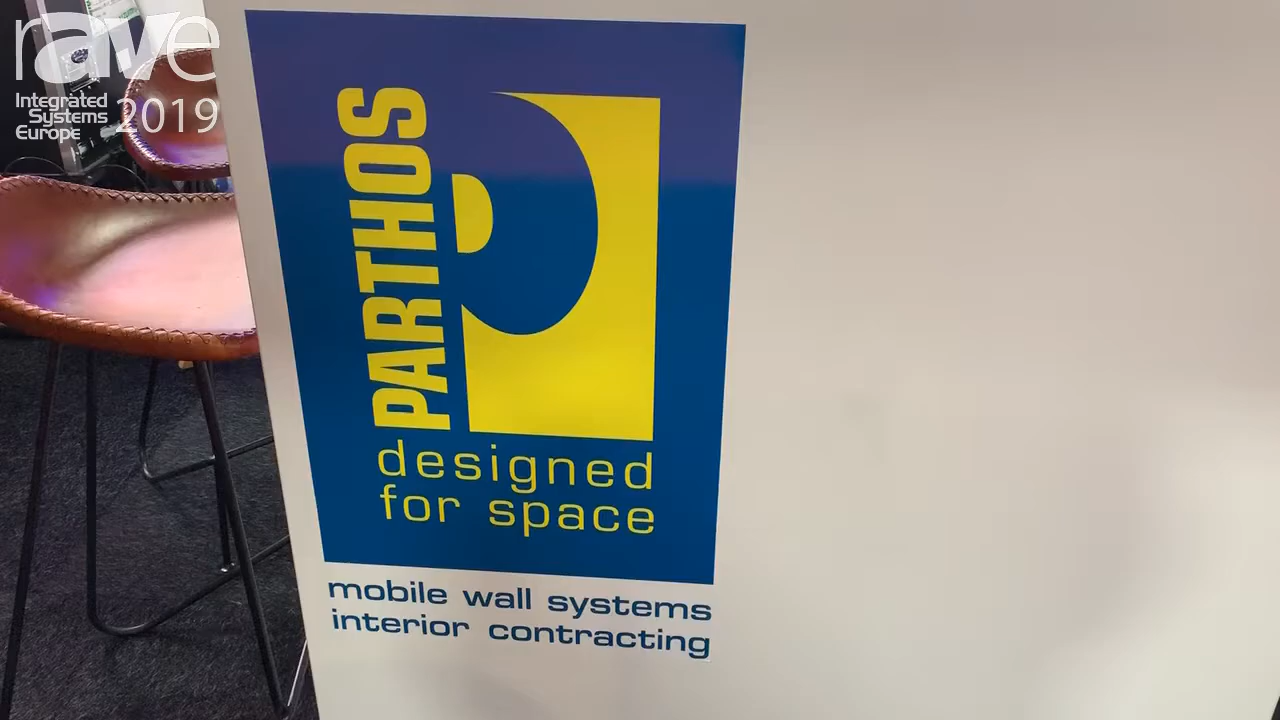 rave
Integrated
Systems
Europe
2019
PARTHOS
designed
for space
mobile wall systems
interior contracting